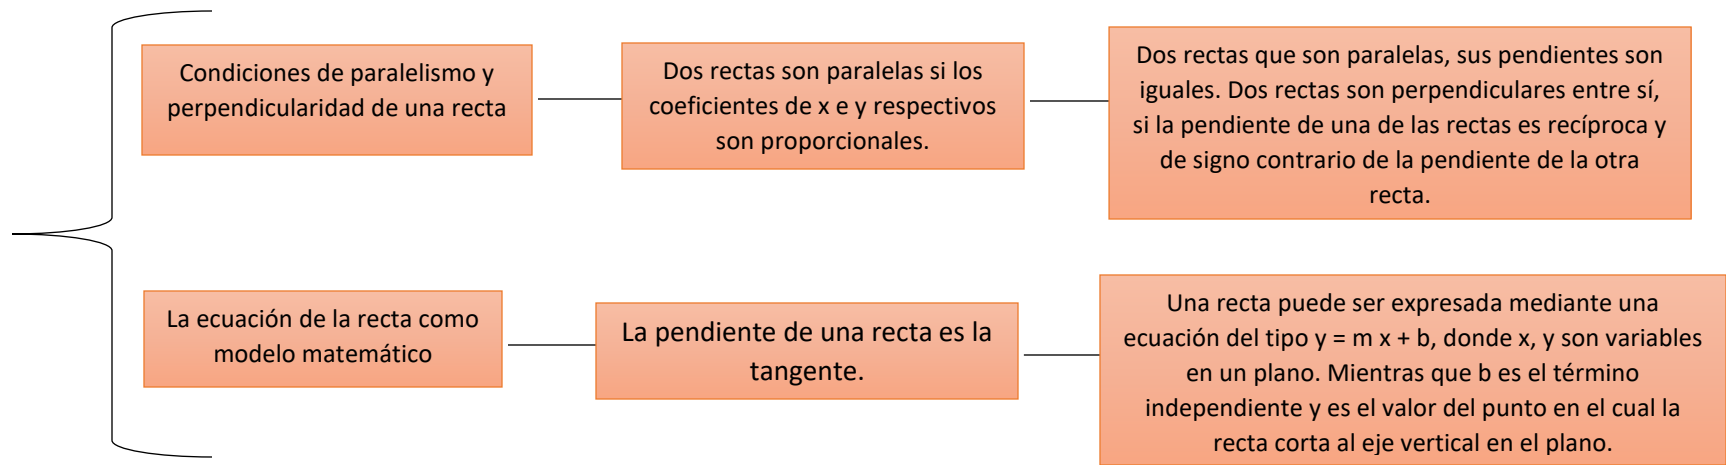 Condiciones de paralelismo y
perpendicularidad de una recta
Dos rectas son paralelas si los
coeficientes de x e y respectivos
son proporcionales.
Dos rectas que son paralelas, sus pendientes son
iguales. Dos rectas son perpendiculares entre sí,
si la pendiente de una de las rectas es recíproca y
de signo contrario de la pendiente de la otra
recta.
La ecuación de la recta como
modelo matemático
La pendiente de una recta es la
tangente.
Una recta puede ser expresada mediante una
ecuación del tipo y = m x + b, donde x, y son variables
en un plano. Mientras que b es el término
independiente y es el valor del punto en el cual la
recta corta al eje vertical en el plano.